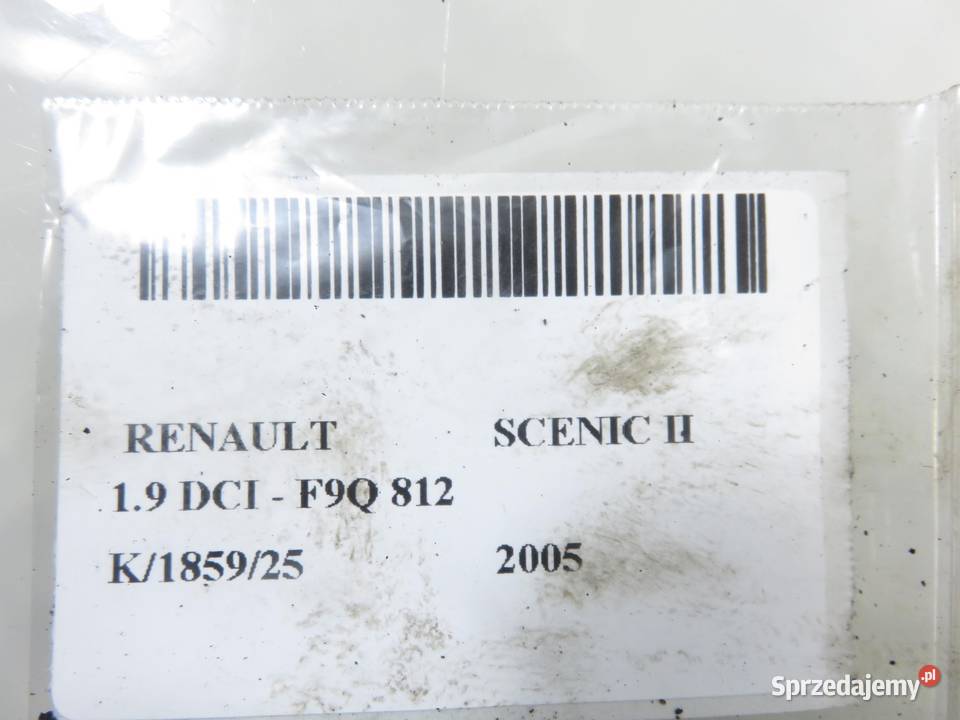 RENAULT SCENIC II
1.9 DCI - F9Q 812
K/1859/25 2005
Sprzedajemy.pl